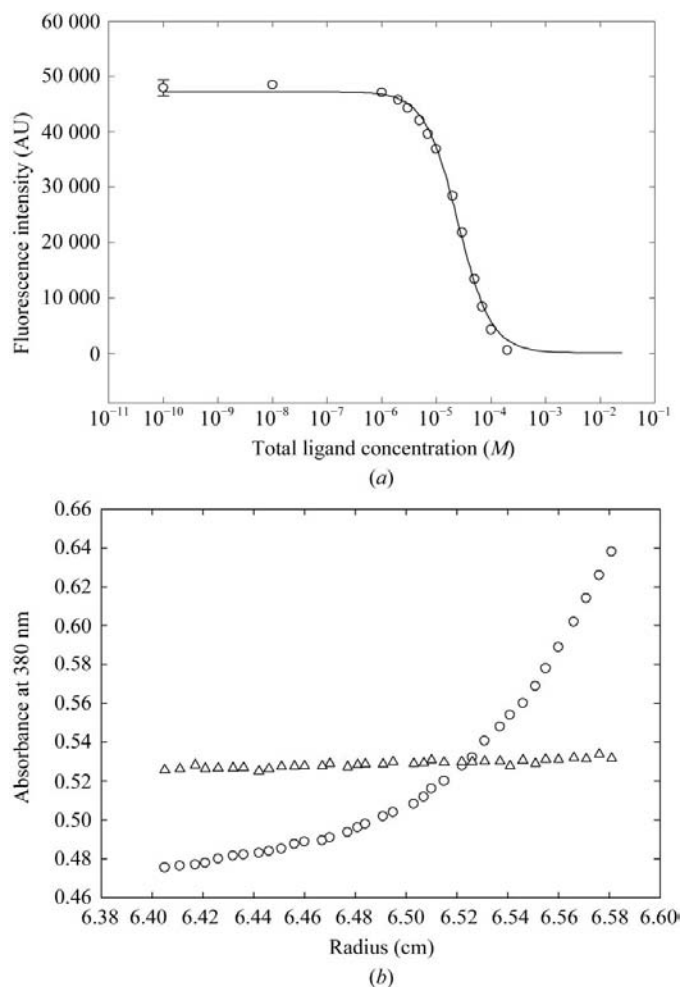 60 000
50 000
40 000
30 000
20 000
10 000
0
Fluorescence intensity (AU)
10⁻¹¹ 10⁻¹⁰ 10⁻⁹ 10⁻⁸ 10⁻⁷ 10⁻⁶ 10⁻⁵ 10⁻⁴ 10⁻³ 10⁻² 10⁻¹
Total ligand concentration (M)
(a)
0.66
0.64
0.62
0.60
0.58
0.56
0.54
0.52
0.50
0.48
0.46
Absorbance at 380 nm
6.38 6.40 6.42 6.44 6.46 6.48 6.50 6.52 6.54 6.56 6.58 6.60
Radius (cm)
(b)